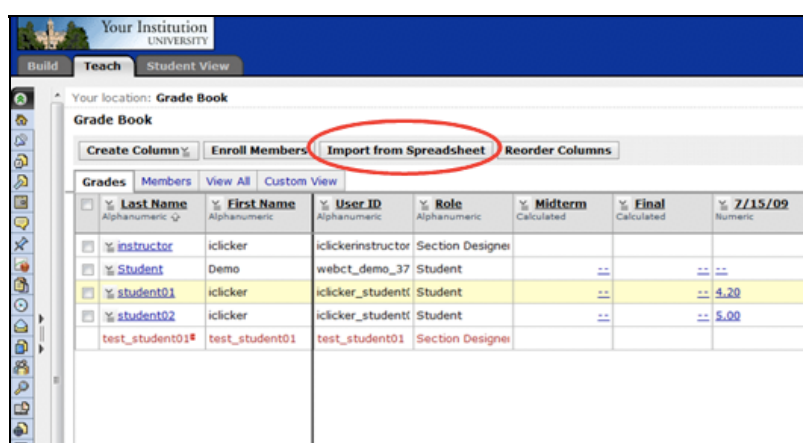 Your Institution
UNIVERSITY
Build Teach Student View
Your location: Grade Book
Grade Book
Create Column Enroll Members Import from Spreadsheet Reorder Columns
Grades Members View All Custom View
Last Name First Name User ID Role Midterm Final 7/15/09
Alphanumeric Alphanumeric Alphanumeric Alphanumeric Calculated Calculated Numeric
instructor iclicker iclickerinstructor Section Designer
Student Demo webct_demo_37 Student -- -- --
student01 iclicker iclicker_student( Student -- -- 4.20
student02 iclicker iclicker_student( Student -- -- 5.00
test_student01 test_student01 test_student01 Section Designer